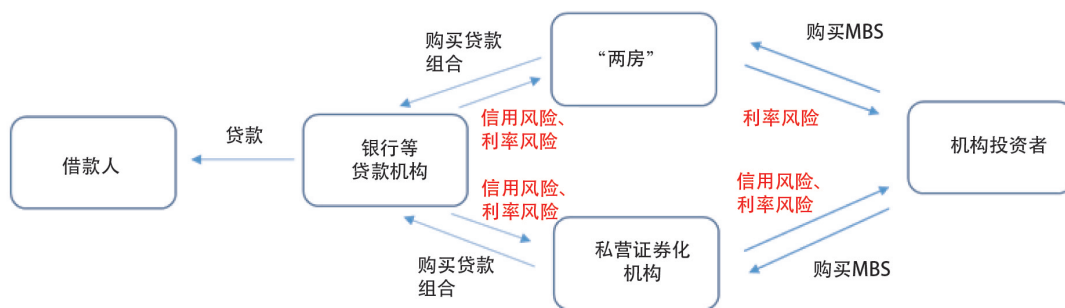 购买贷款
组合
“两房”
购买MBS
信用风险、
利率风险
利率风险
借款人
贷款
银行等
贷款机构
机构投资者
信用风险、
利率风险
信用风险、
利率风险
购买贷款
组合
私营证券化
机构
购买MBS